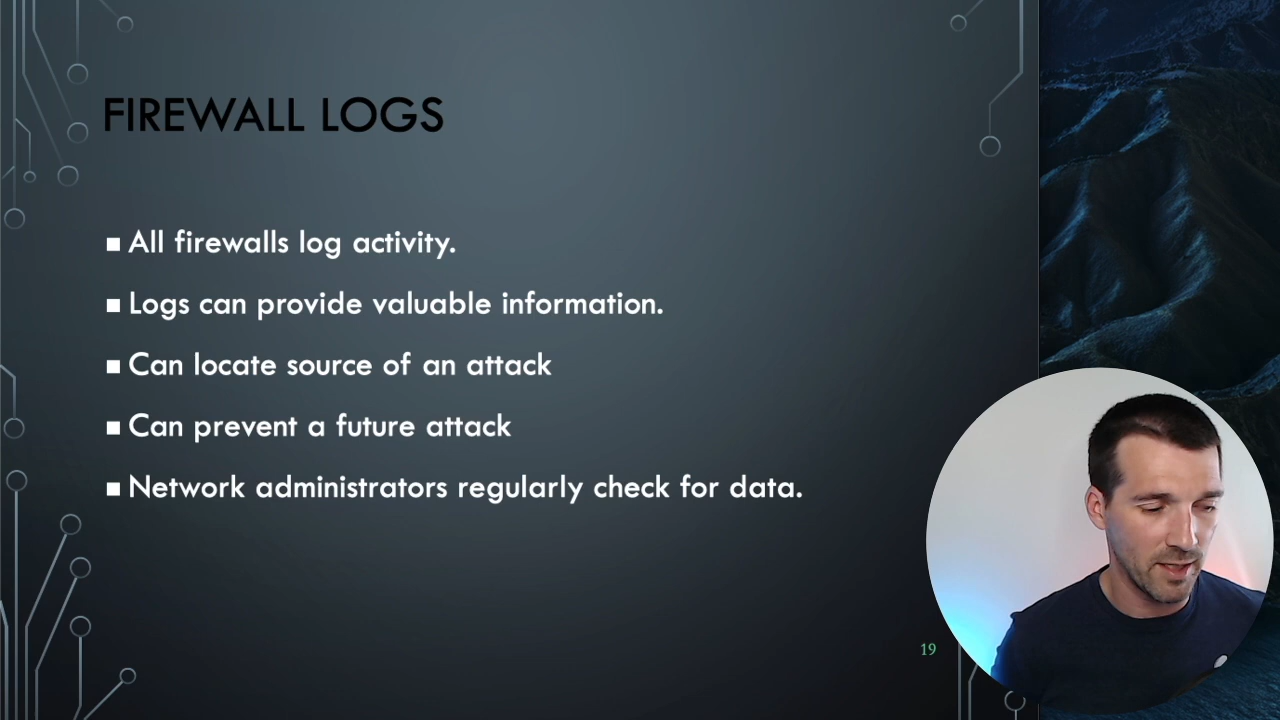 FIREWALL LOGS
All firewalls log activity.
Logs can provide valuable information.
Can locate source of an attack
Can prevent a future attack
Network administrators regularly check for data.
19